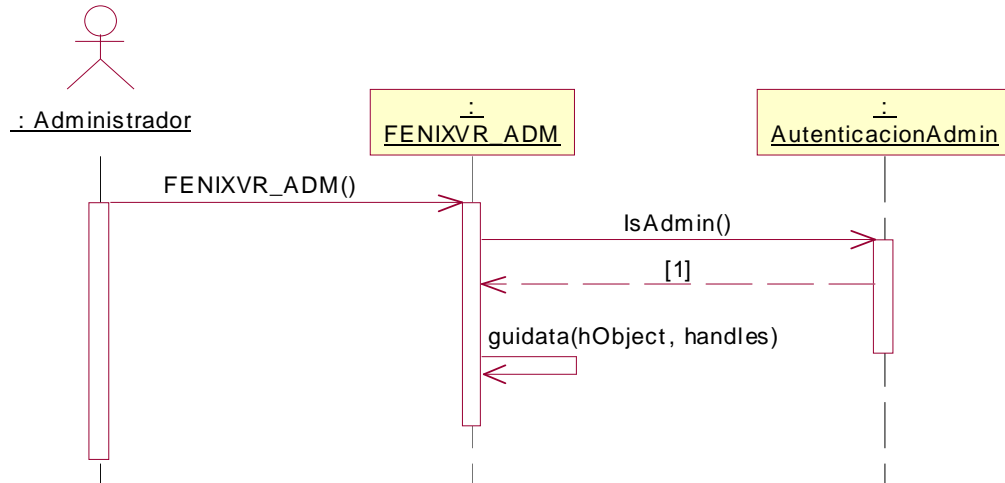 : Administrador
:
FENIXVR_ADM
:
AutenticacionAdmin
FENIXVR_ADM()
IsAdmin()
[1]
guidata(hObject, handles)